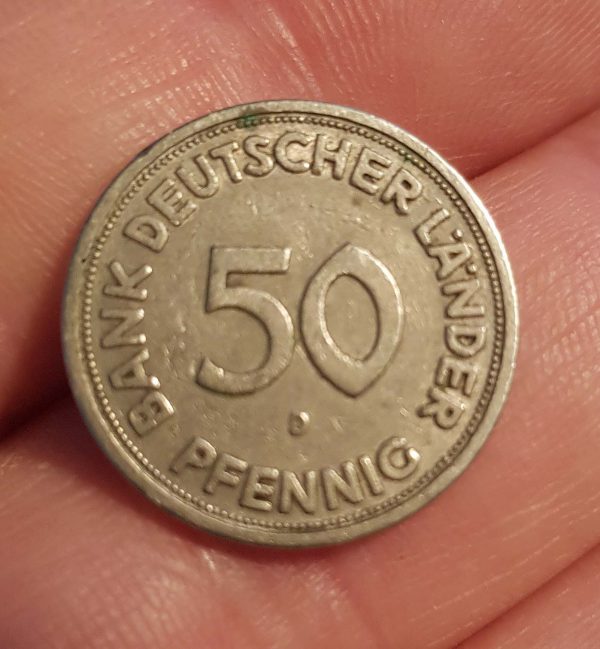 BANK DEUTSCHER LÄNDER
50
D
PFENNIG